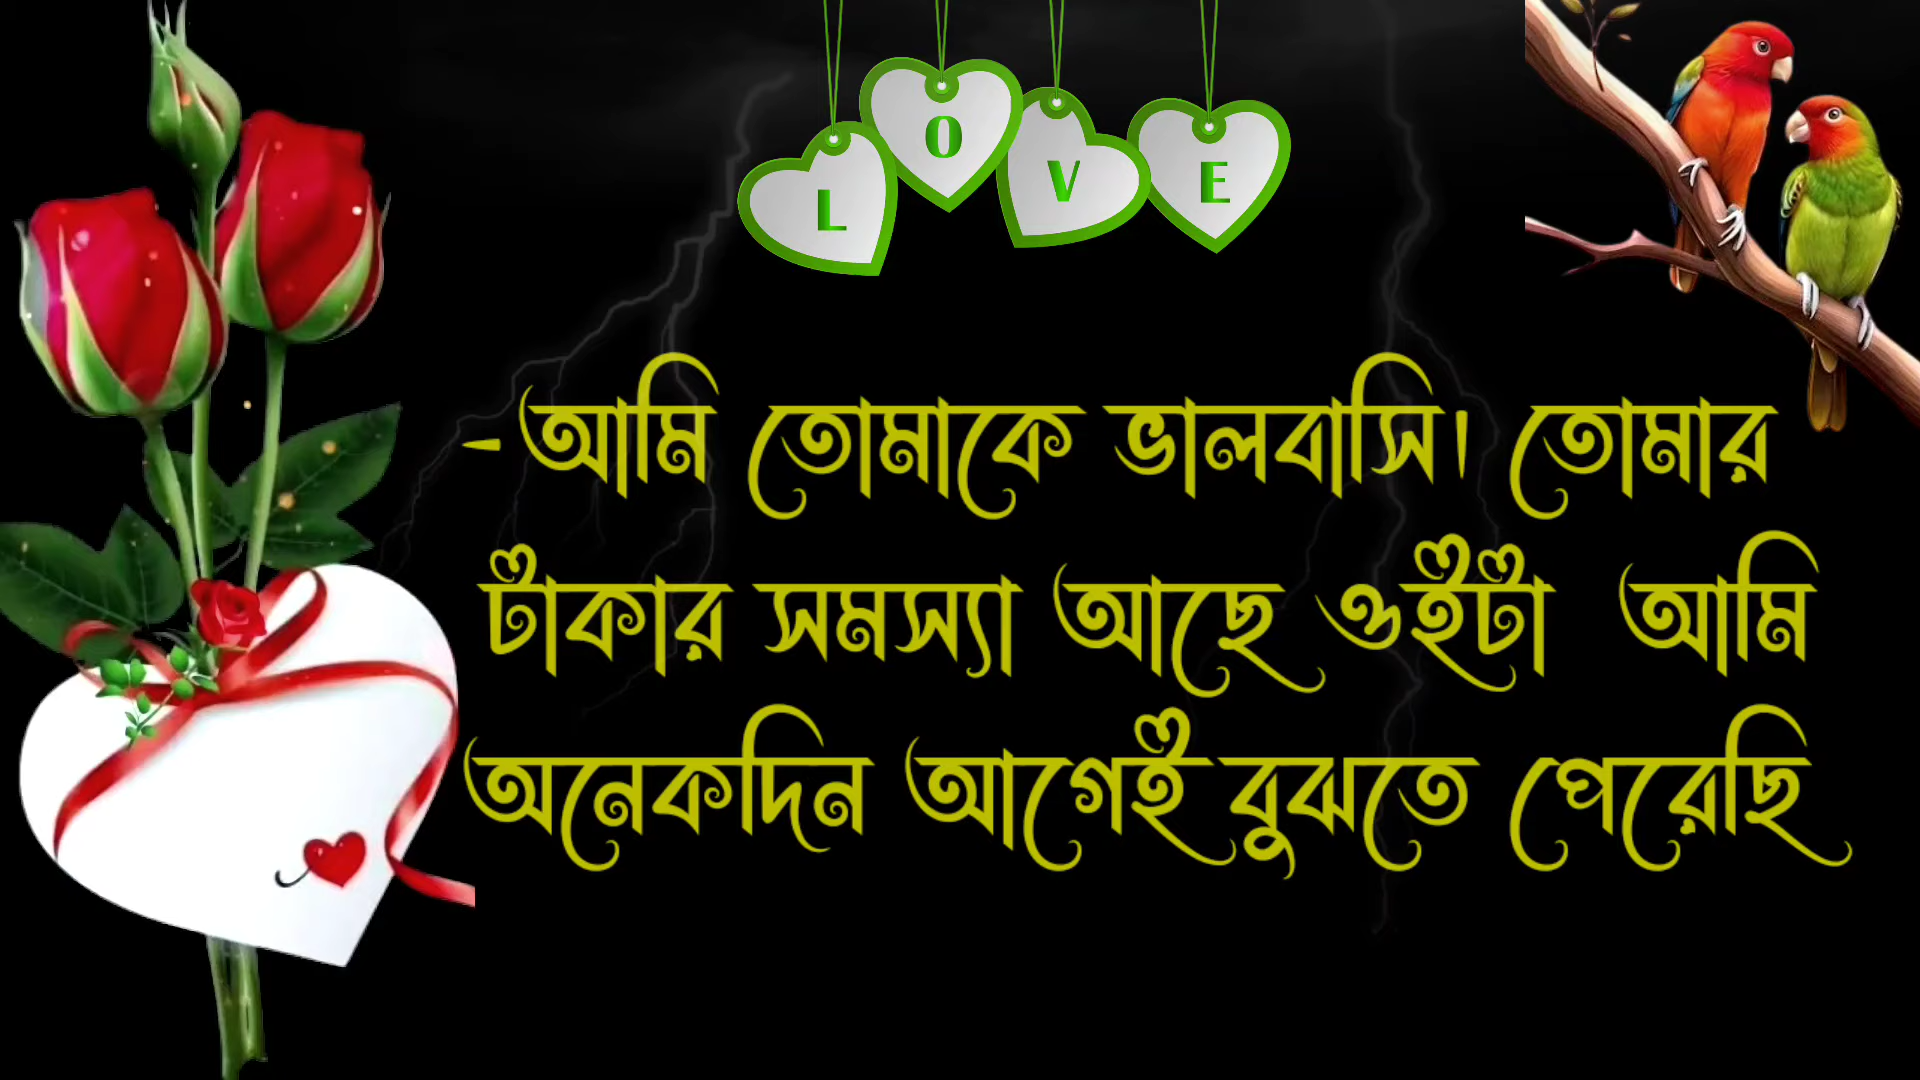 LOVE
-আমি তোমাকে ভালবাসি। তোমার
টাকার সমস্যা আছে ওইটা আমি
অনেকদিন আগেই বুঝতে পেরেছি